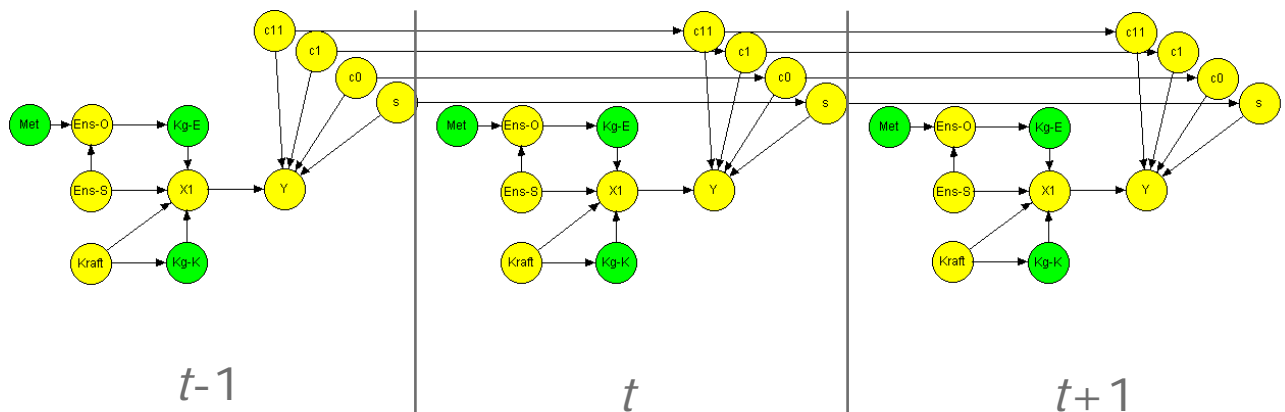 c11
c1
c0
s
Met
Ens-O
Kg-E
Ens-S
X1
Y
Kraft
Kg-K
t-1
c11
c1
c0
s
Met
Ens-O
Kg-E
Ens-S
X1
Y
Kraft
Kg-K
t
c11
c1
c0
s
Met
Ens-O
Kg-E
Ens-S
X1
Y
Kraft
Kg-K
t+1